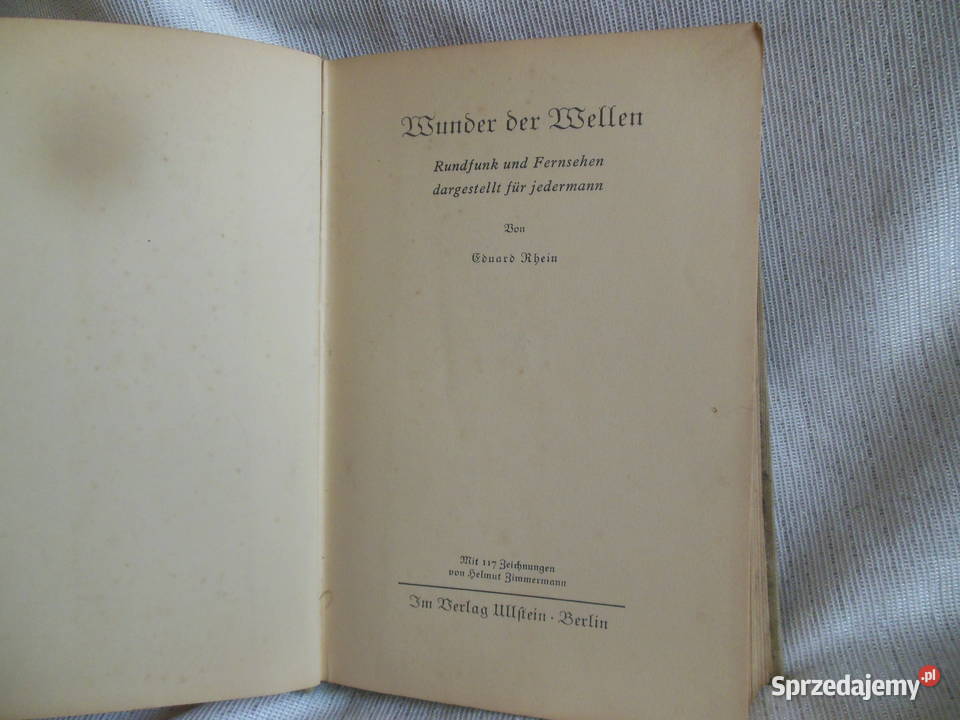 Wunder der Wellen
Rundfunk und Fernsehen
dargestellt für jedermann
Von
Eduard Rhein
Mit 117 Zeichnungen
von Helmut Zimmermann
Im Verlag Ullstein · Berlin
Sprzedajemy.pl